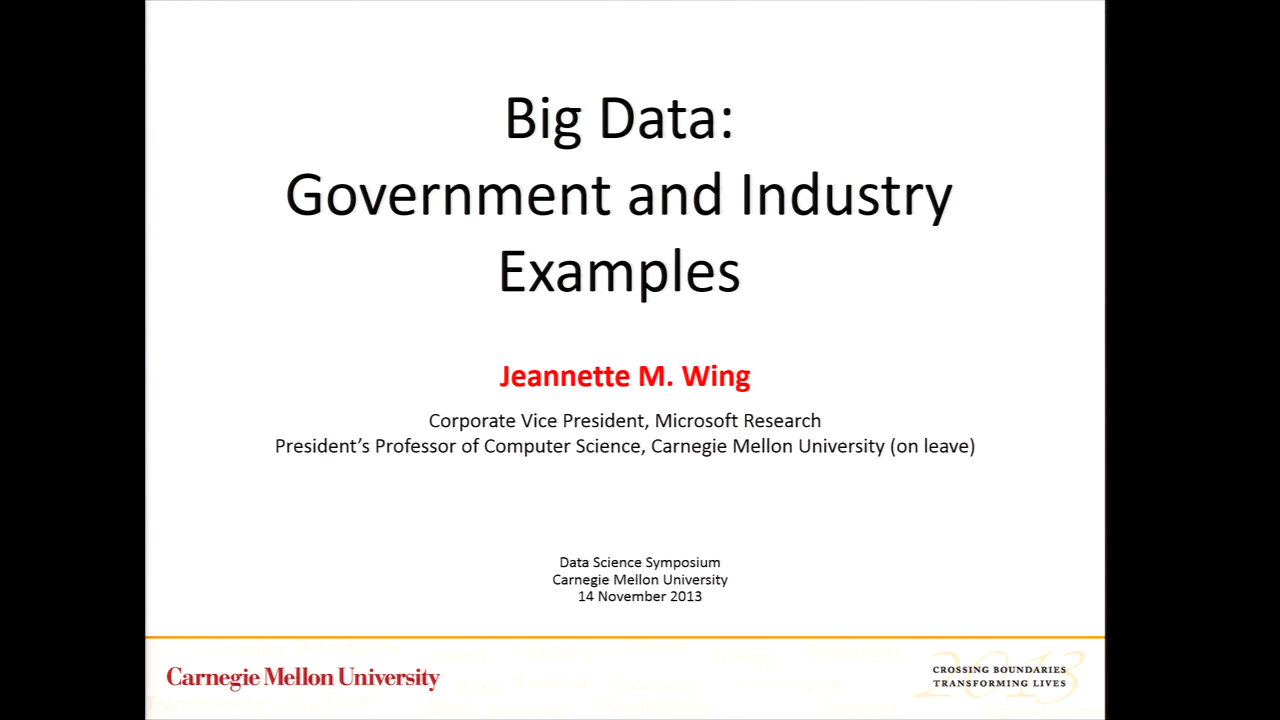 Big Data:
Government and Industry
Examples
Jeannette M. Wing
Corporate Vice President, Microsoft Research
President's Professor of Computer Science, Carnegie Mellon University (on leave)
Data Science Symposium
Carnegie Mellon University
14 November 2013
Carnegie Mellon University
2013
CROSSING BOUNDARIES
TRANSFORMING LIVES